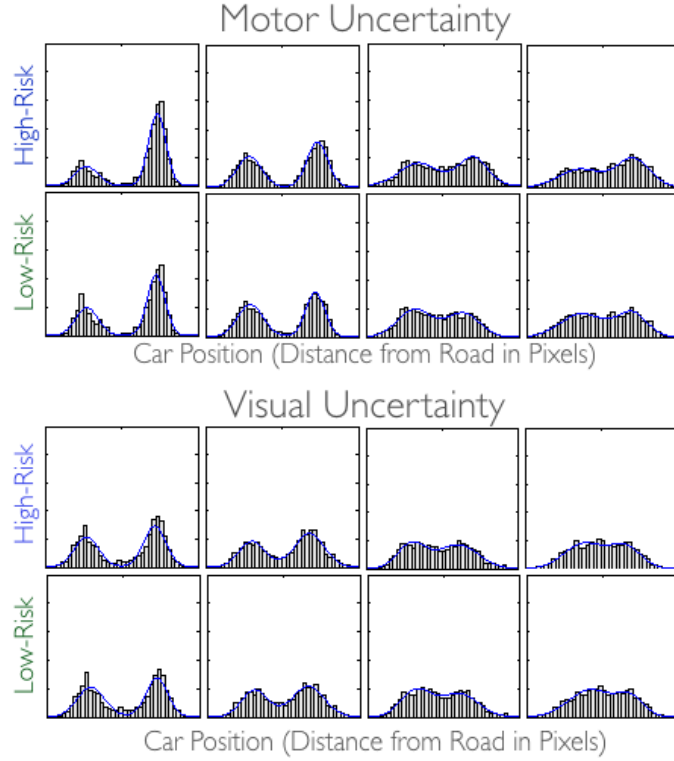 Motor Uncertainty
High-Risk
Low-Risk
Car Position (Distance from Road in Pixels)
Visual Uncertainty
High-Risk
Low-Risk
Car Position (Distance from Road in Pixels)